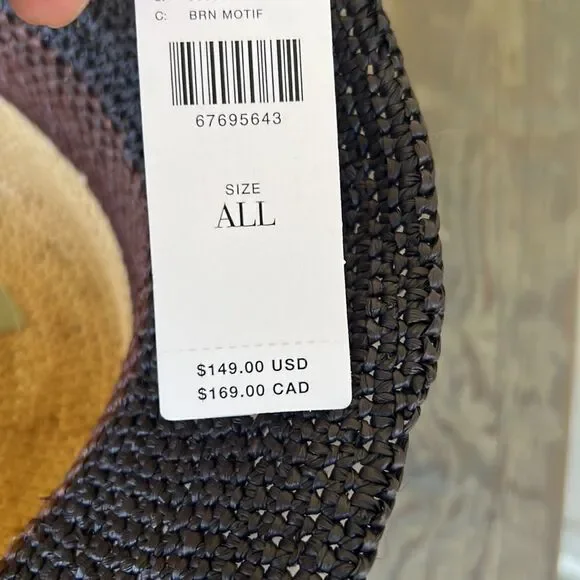 C: BRN MOTIF
67695643
SIZE
ALL
$149.00 USD
$169.00 CAD